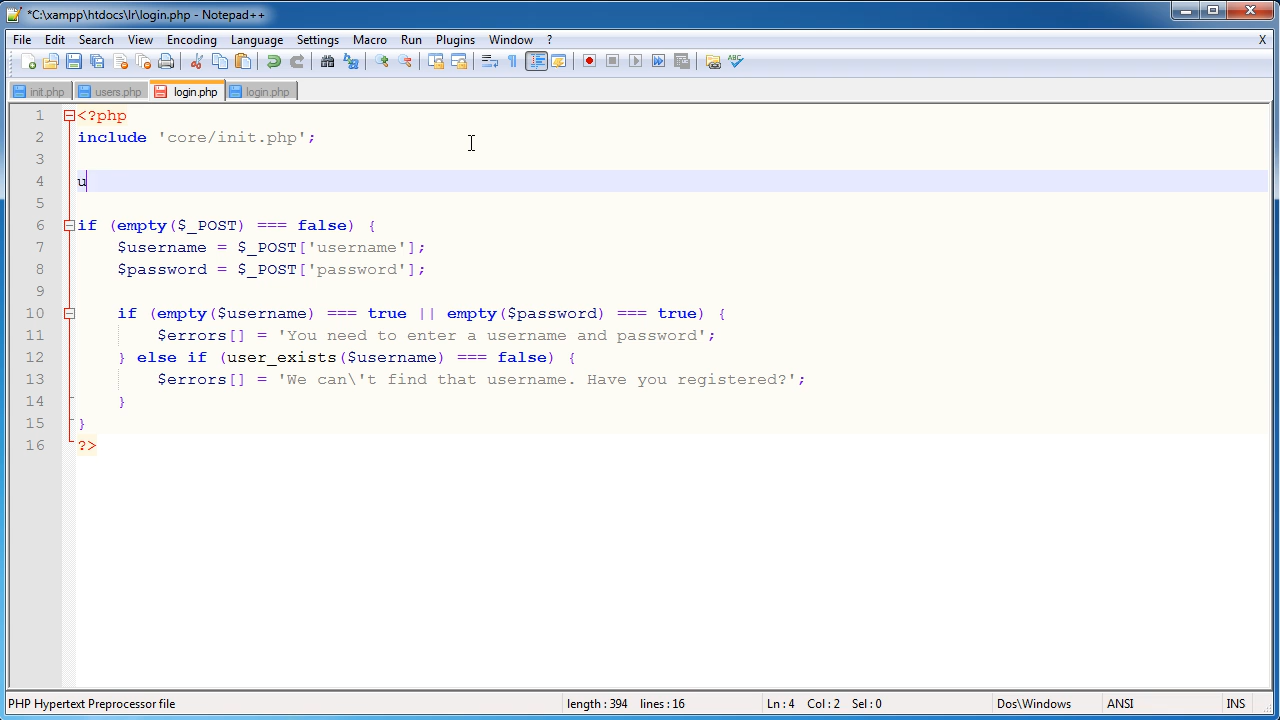 *C:\xampp\htdocs\lr\login.php - Notepad++
File Edit Search View Encoding Language Settings Macro Run Plugins Window ? X
init.php users.php login.php login.php
1 <?php
2 include 'core/init.php';
3
4 u
5
6 if (empty($_POST) === false) {
7 $username = $_POST['username'];
8 $password = $_POST['password'];
9
10 if (empty($username) === true || empty($password) === true) {
11 $errors[] = 'You need to enter a username and password';
12 } else if (user_exists($username) === false) {
13 $errors[] = 'We can\'t find that username. Have you registered?';
14 }
15 }
16 ?>
PHP Hypertext Preprocessor file length : 394 lines : 16 Ln : 4 Col : 2 Sel : 0 Dos\Windows ANSI INS